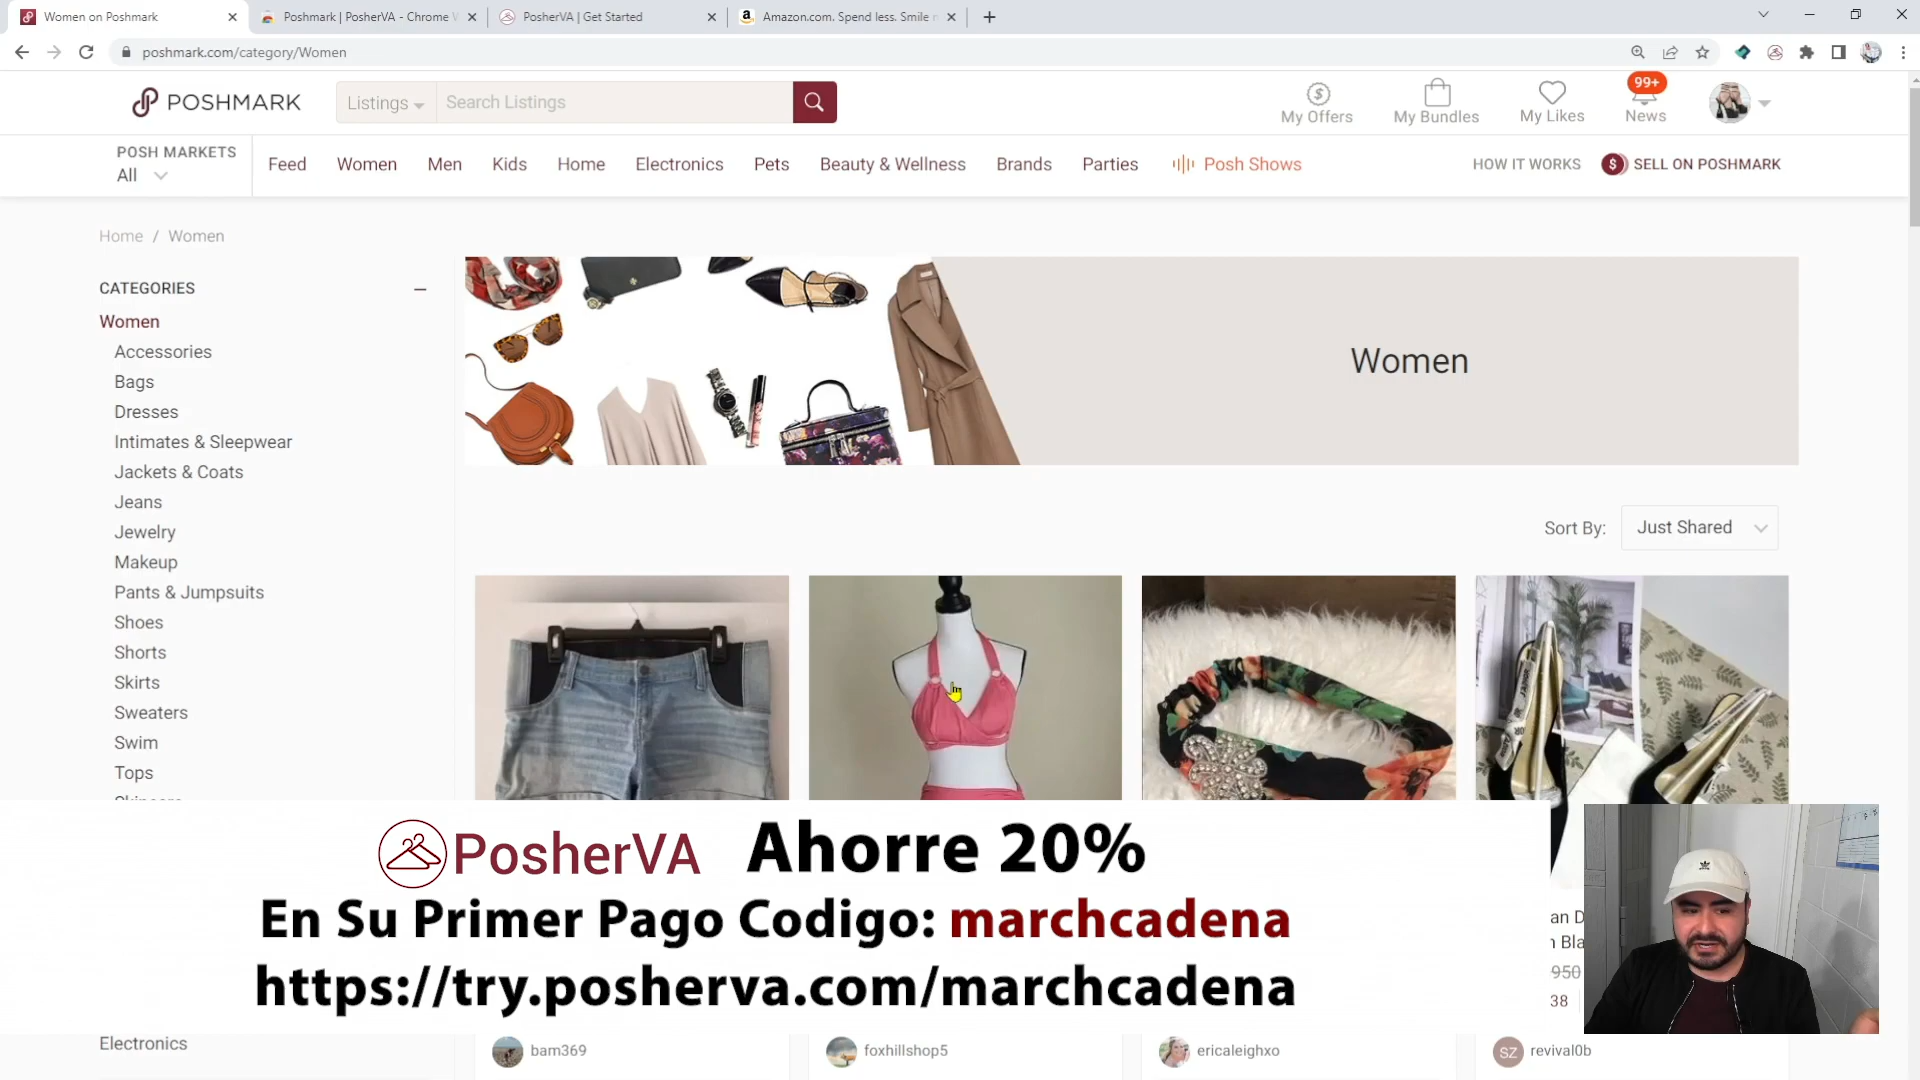 Women on Poshmark
Poshmark | PosherVA - Chrome
PosherVA | Get Started
Amazon.com. Spend less. Smile
poshmark.com/category/Women
POSHMARK
Listings
Search Listings
My Offers
My Bundles
My Likes
99+
News
POSH MARKETS
All
Feed
Women
Men
Kids
Home
Electronics
Pets
Beauty & Wellness
Brands
Parties
Posh Shows
HOW IT WORKS
SELL ON POSHMARK
Home / Women
CATEGORIES
Women
Accessories
Bags
Dresses
Intimates & Sleepwear
Jackets & Coats
Jeans
Jewelry
Makeup
Pants & Jumpsuits
Shoes
Shorts
Skirts
Sweaters
Swim
Tops
Electronics
Women
Sort By: Just Shared
PosherVA Ahorre 20%
En Su Primer Pago Codigo: marchcadena
https://try.posherva.com/marchcadena
an D
Bla
950
38
bam369
foxhillshop5
ericaleighxo
SZ revival0b